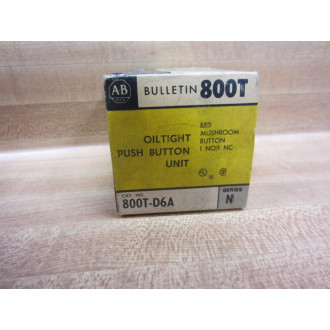 AB
BULLETIN 800T
OILTIGHT
PUSH BUTTON
UNIT
RED
MUSHROOM
BUTTON
1 NO/1 NC
CAT. NO.
800T-D6A
SERIES
N